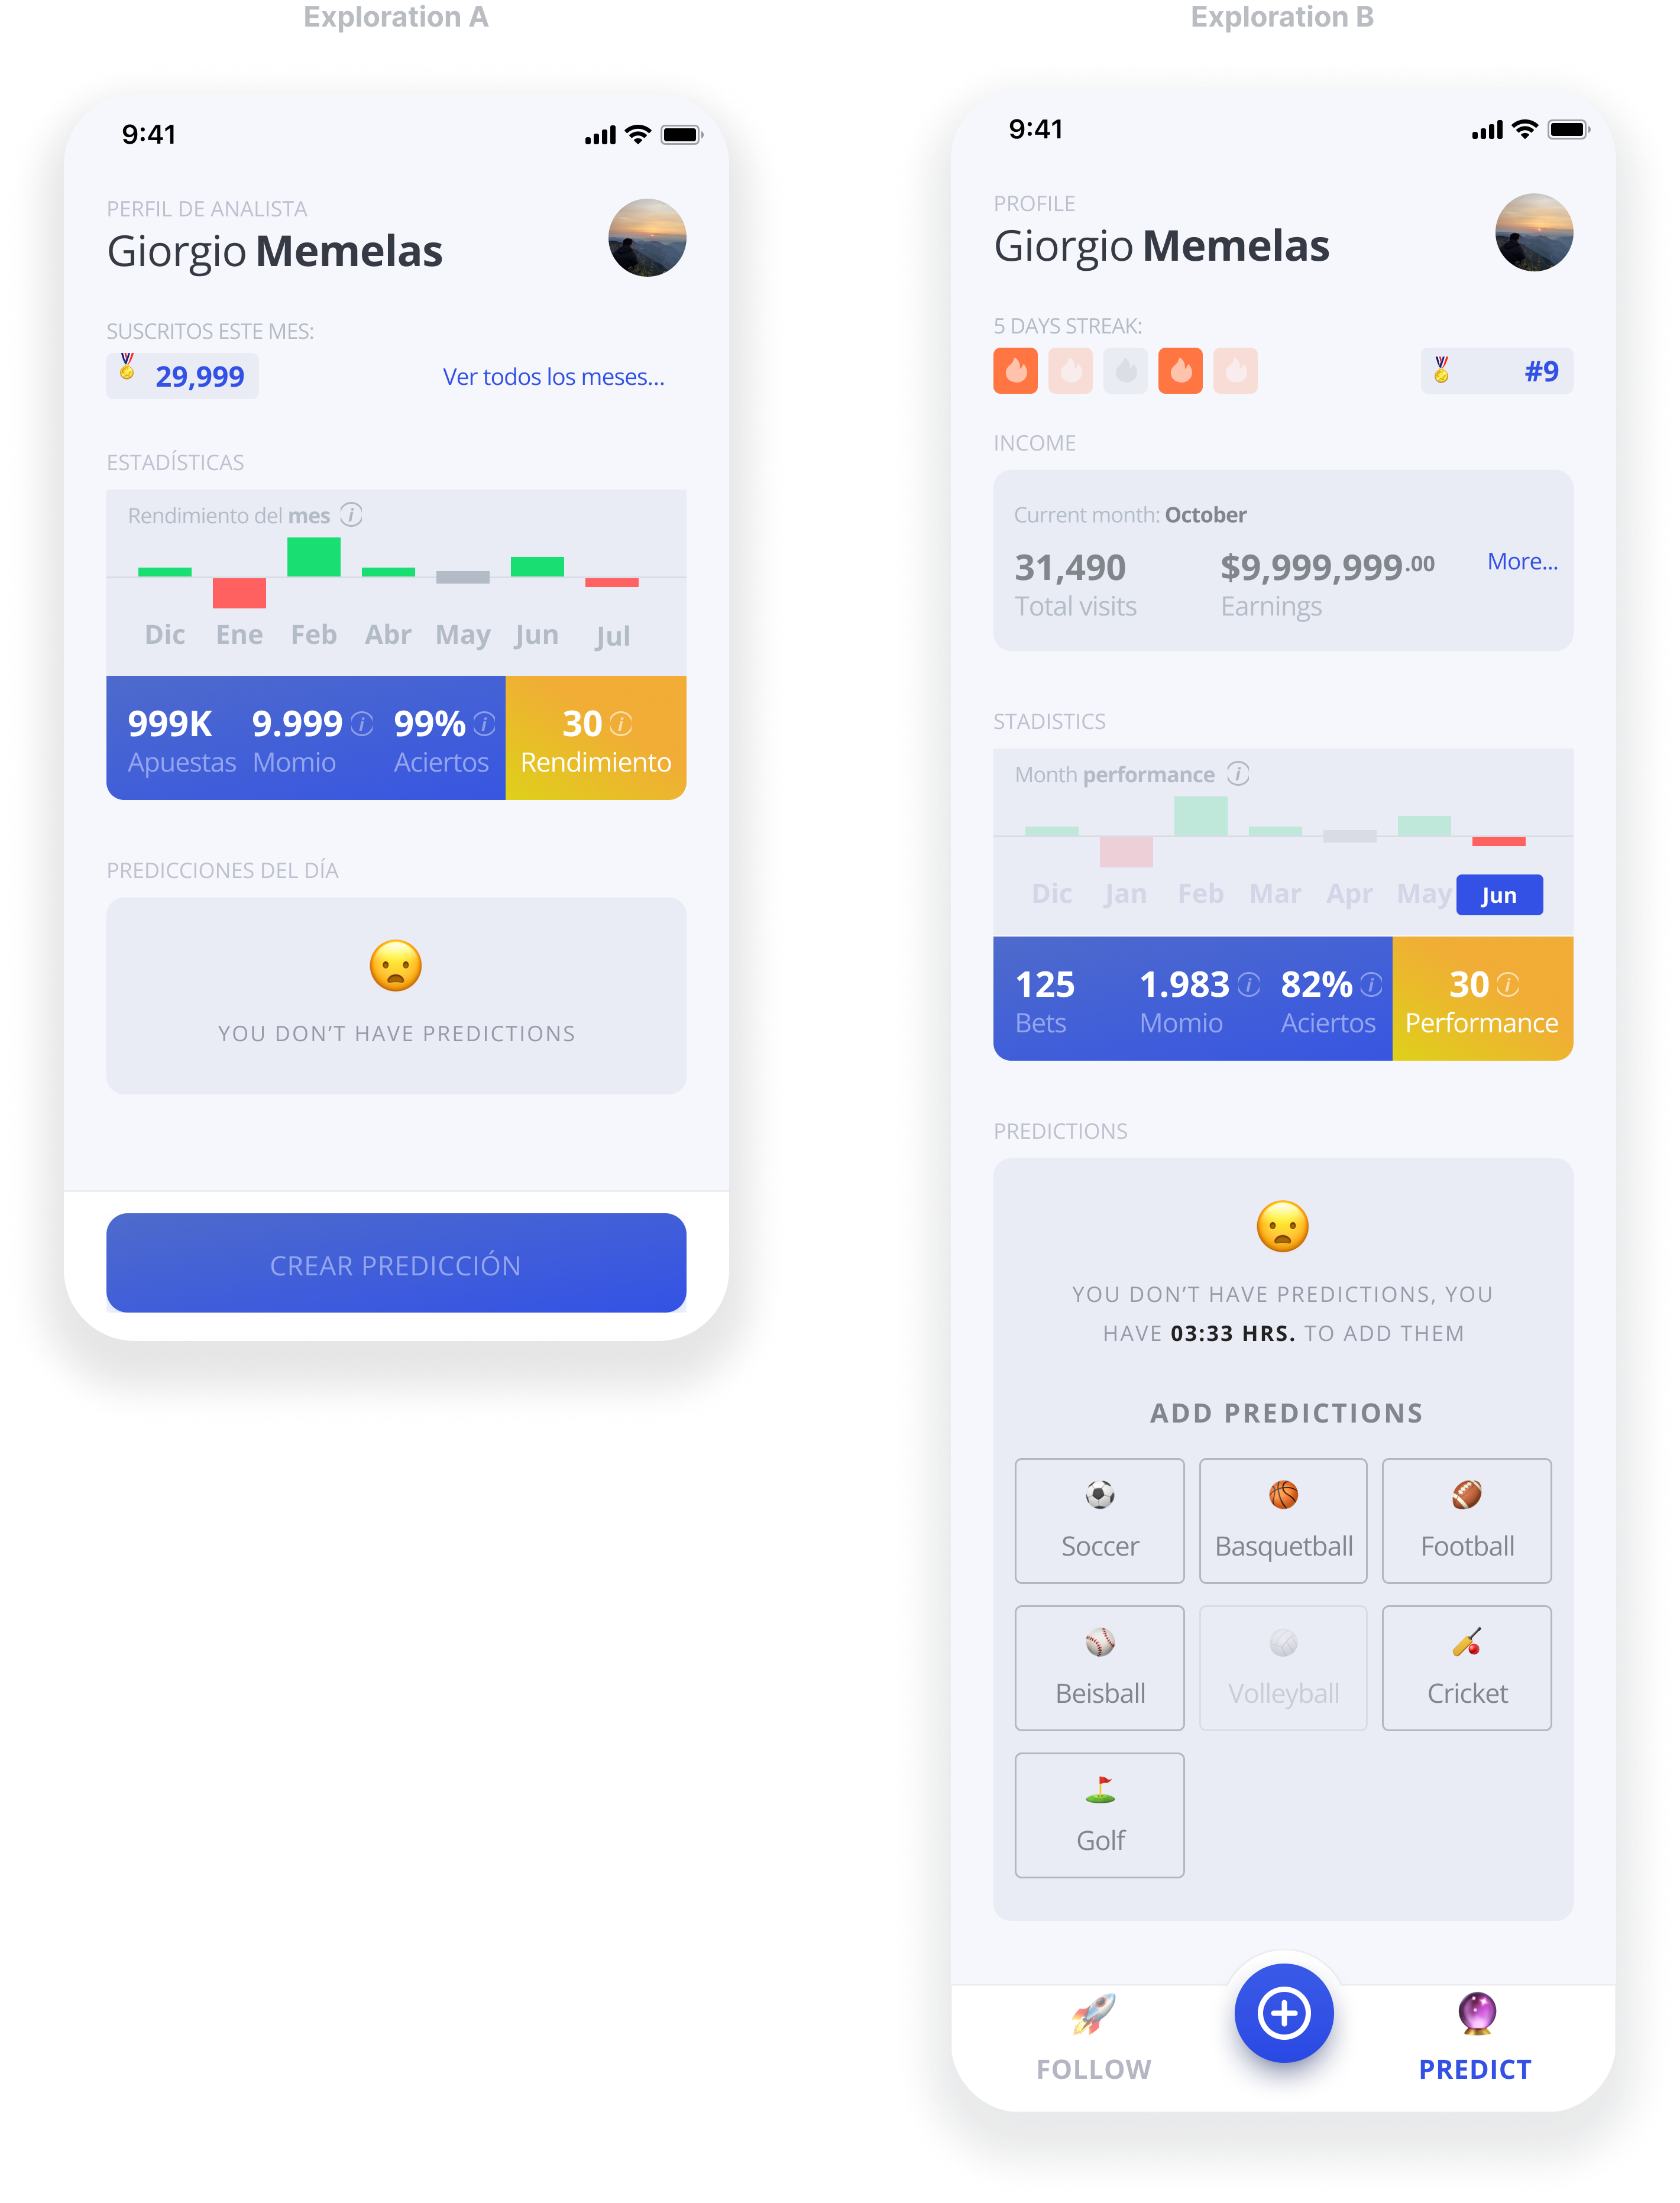 Exploration A
9:41
PERFIL DE ANALISTA
Giorgio Memelas
SUSCRITOS ESTE MES:
29,999
Ver todos los meses...
ESTADÍSTICAS
Rendimiento del mes i
Dic Ene Feb Abr May Jun Jul
999K 9.999 i 99% i 30 i
Apuestas Momio Aciertos Rendimiento
PREDICCIONES DEL DÍA
YOU DON'T HAVE PREDICTIONS
CREAR PREDICCIÓN
Exploration B
9:41
PROFILE
Giorgio Memelas
5 DAYS STREAK:
#9
INCOME
Current month: October
31,490 $9,999,999.00 More...
Total visits Earnings
STADISTICS
Month performance i
Dic Jan Feb Mar Apr May Jun
125 1.983 i 82% i 30 i
Bets Momio Aciertos Performance
PREDICTIONS
YOU DON'T HAVE PREDICTIONS, YOU
HAVE 03:33 HRS. TO ADD THEM
ADD PREDICTIONS
Soccer Basquetball Football
Beisball Volleyball Cricket
Golf
FOLLOW PREDICT